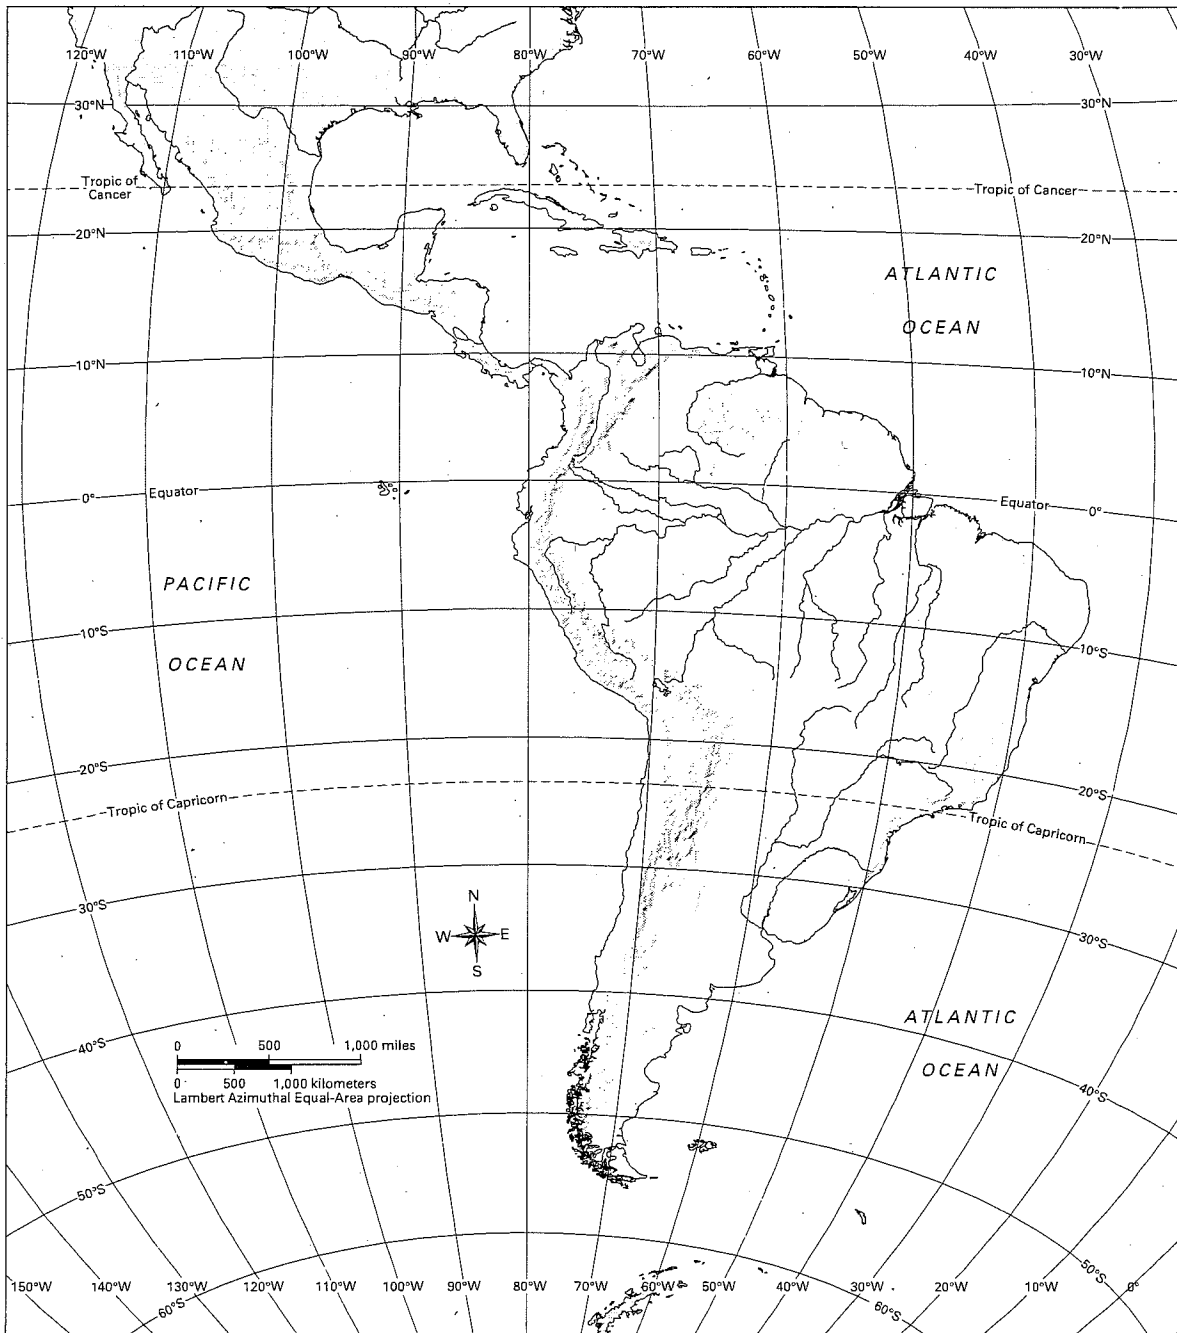 120°W 110°W 100°W 90°W 80°W 70°W 60°W 50°W 40°W 30°W
30°N 30°N
Tropic of
Cancer
Tropic of Cancer
20°N 20°N
ATLANTIC
OCEAN
10°N 10°N
0° Equator Equator 0°
PACIFIC
OCEAN
10°S 10°S
20°S 20°S
Tropic of Capricorn Tropic of Capricorn
30°S 30°S
N
W E
S
ATLANTIC
OCEAN
40°S 40°S
0 500 1,000 miles
0 500 1,000 kilometers
Lambert Azimuthal Equal-Area projection
50°S 50°S
150°W 140°W 130°W 120°W 110°W 100°W 90°W 80°W 70°W 60°W 50°W 40°W 30°W 20°W 10°W 0°
60°S 60°S